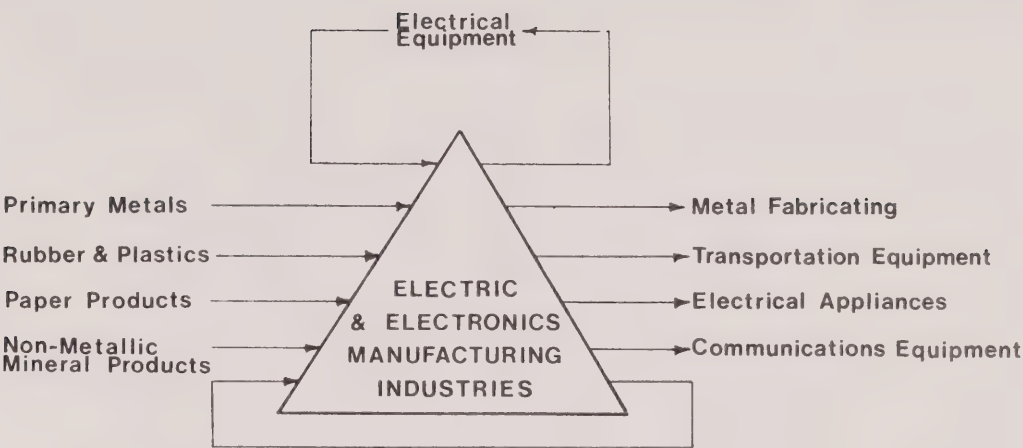 Electrical
Equipment
Primary Metals
Rubber & Plastics
Paper Products
Non-Metallic
Mineral Products
ELECTRIC
& ELECTRONICS
MANUFACTURING
INDUSTRIES
Metal Fabricating
Transportation Equipment
Electrical Appliances
Communications Equipment